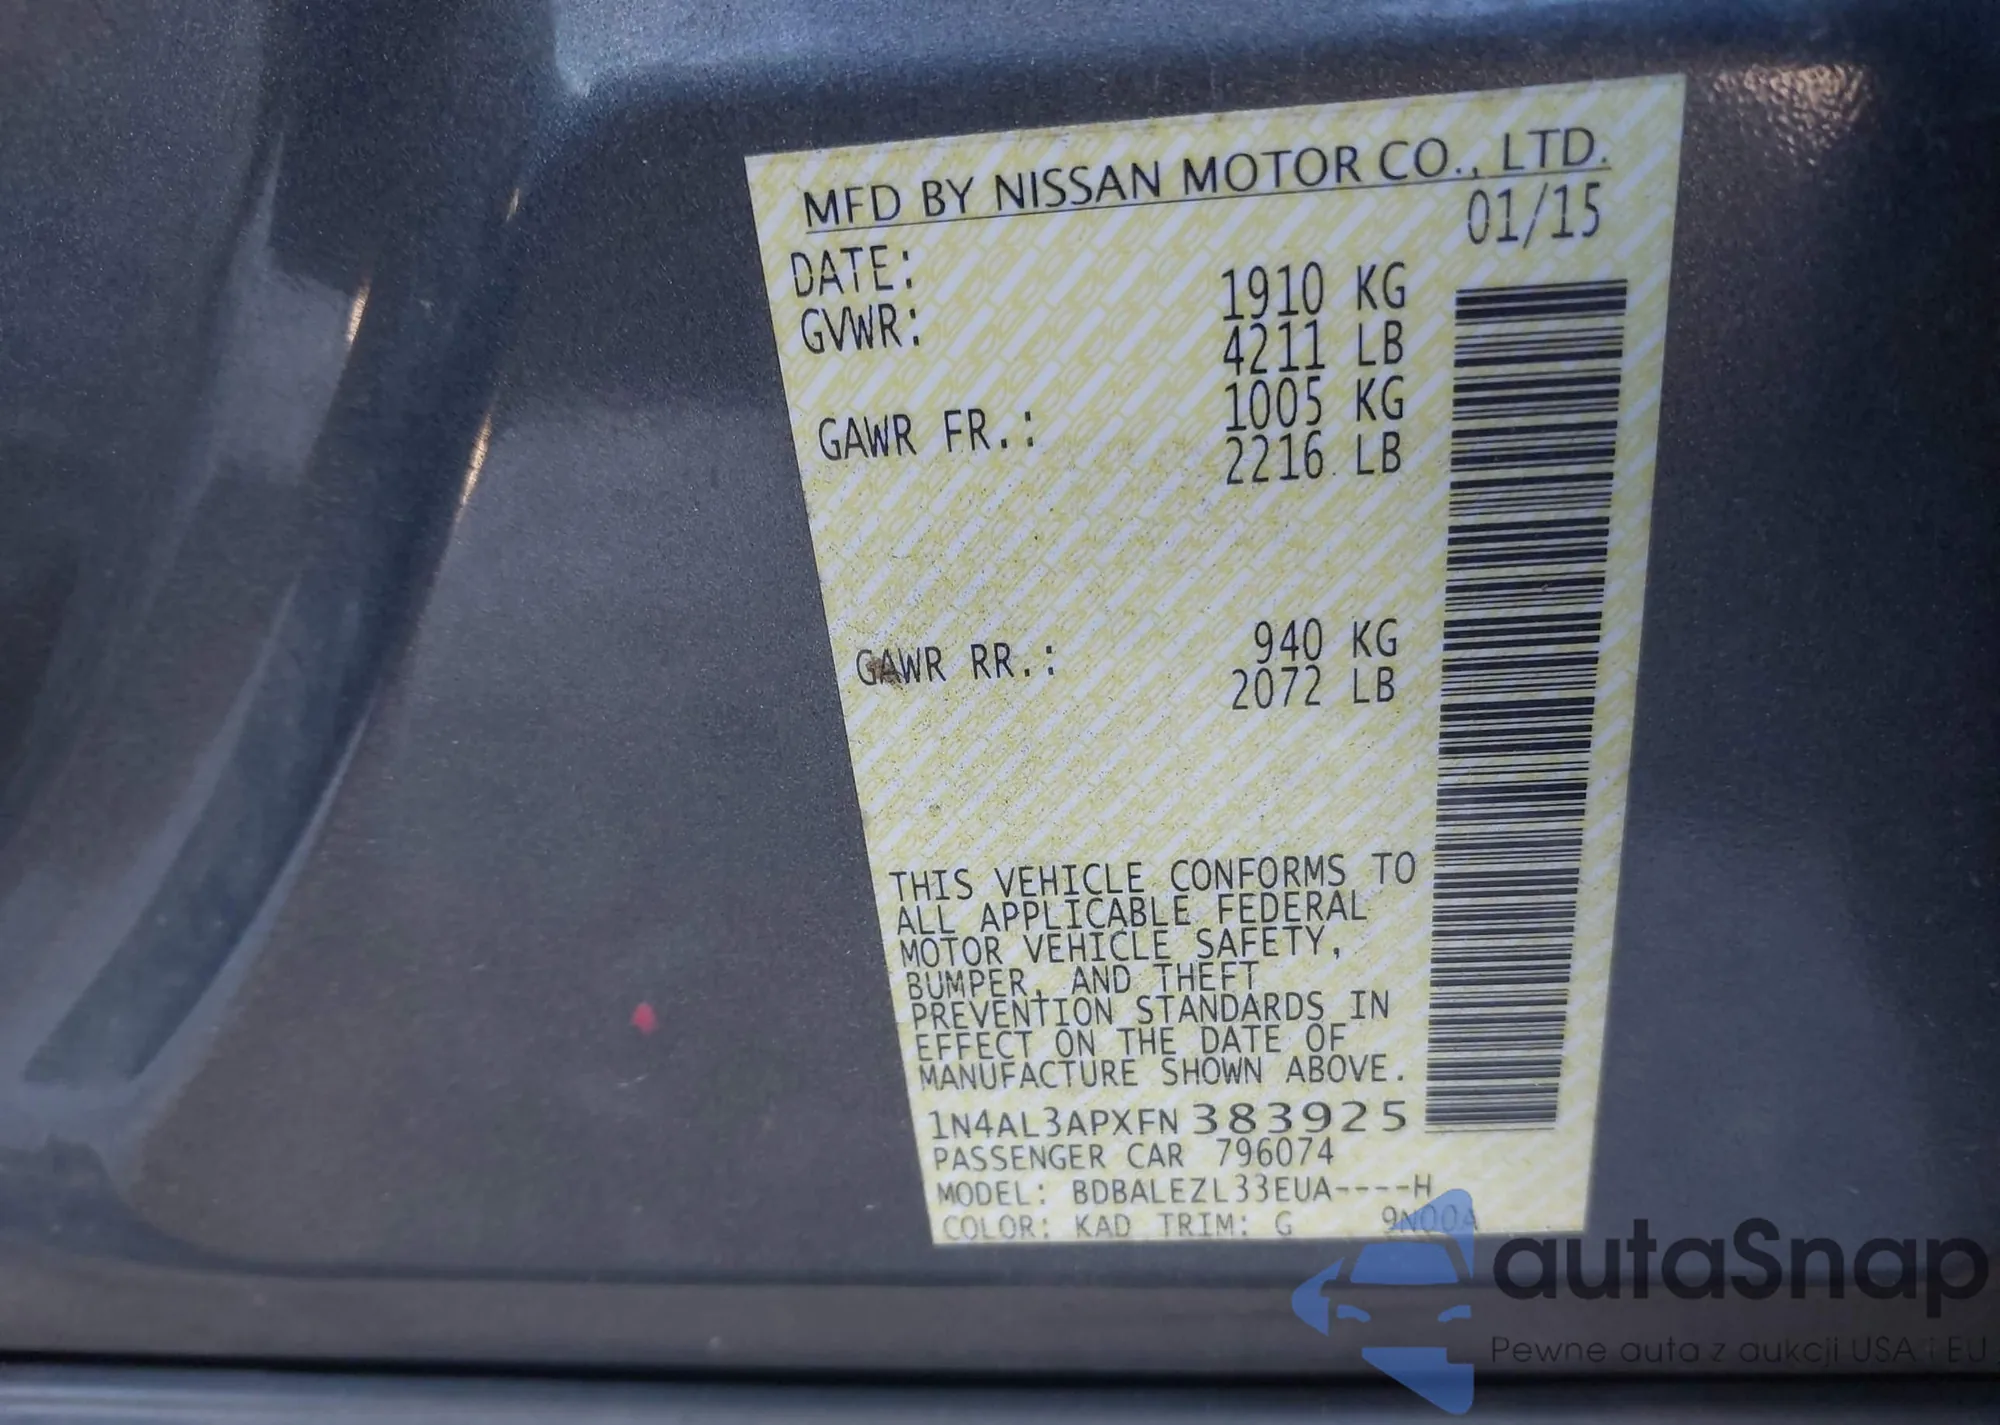 MFD BY NISSAN MOTOR CO., LTD.
DATE: 01/15
GVWR: 1910 KG
4211 LB
GAWR FR.: 1005 KG
2216 LB
GAWR RR.: 940 KG
2072 LB
THIS VEHICLE CONFORMS TO
ALL APPLICABLE FEDERAL
MOTOR VEHICLE SAFETY,
BUMPER, AND THEFT
PREVENTION STANDARDS IN
EFFECT ON THE DATE OF
MANUFACTURE SHOWN ABOVE.
1N4AL3APXFN383925
PASSENGER CAR 796074
MODEL: BDBALEZL33EUA----H
COLOR: KAD TRIM: G 9N00A
autaSnap
Pewne auta z aukcji USA i EU